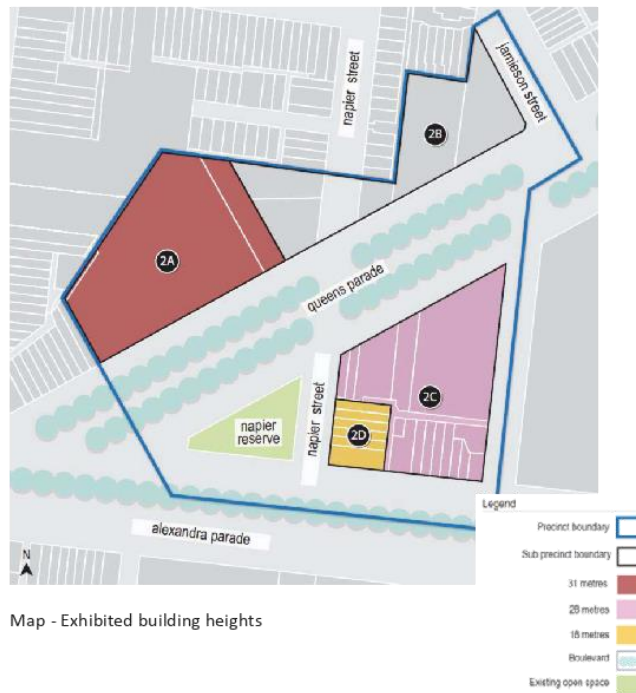 napier street
jamieson street
2B
2A
queens parade
2C
napier street
2D
napier
reserve
alexandra parade
N
Legend
Precinct boundary
Sub precinct boundary
31 metres
28 metres
18 metres
Boulevard
Existing open space
Map - Exhibited building heights